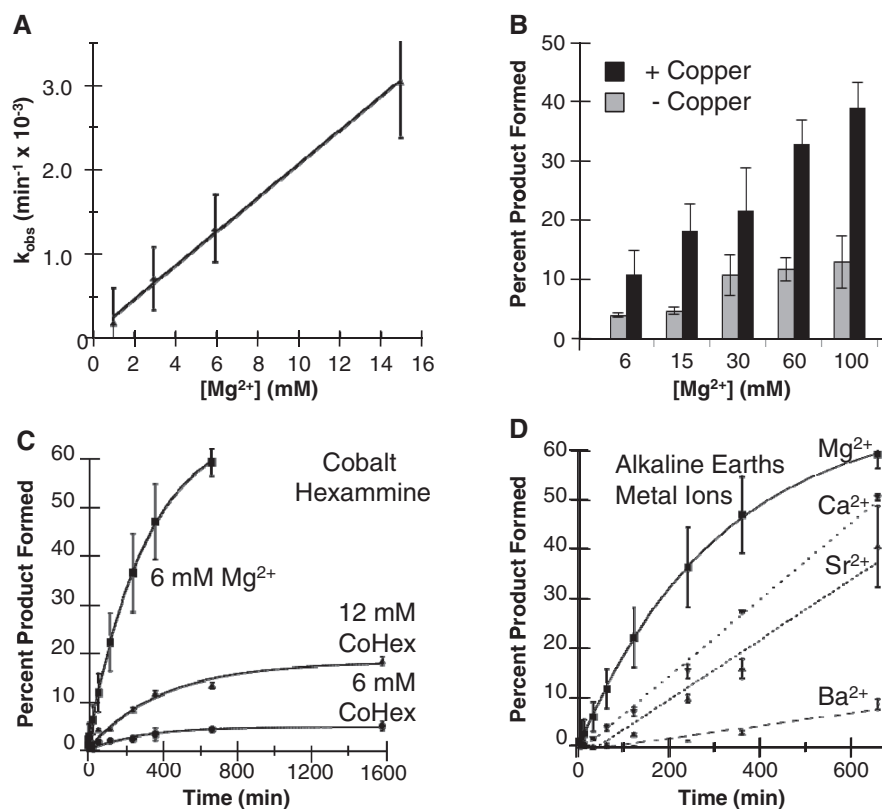 A
k_obs (min⁻¹ x 10⁻³)
3.0
2.0
1.0
0
0 2 4 6 8 10 12 14 16
[Mg²⁺] (mM)
B
Percent Product Formed
50
40
30
20
10
0
+ Copper
- Copper
6 15 30 60 100
[Mg²⁺] (mM)
C
Percent Product Formed
60
50
40
30
20
10
0
Cobalt
Hexammine
6 mM Mg²⁺
12 mM
CoHex
6 mM
CoHex
0 400 800 1200 1600
Time (min)
D
Percent Product Formed
60
50
40
30
20
10
0
Alkaline Earths
Metal Ions
Mg²⁺
Ca²⁺
Sr²⁺
Ba²⁺
0 200 400 600
Time (min)